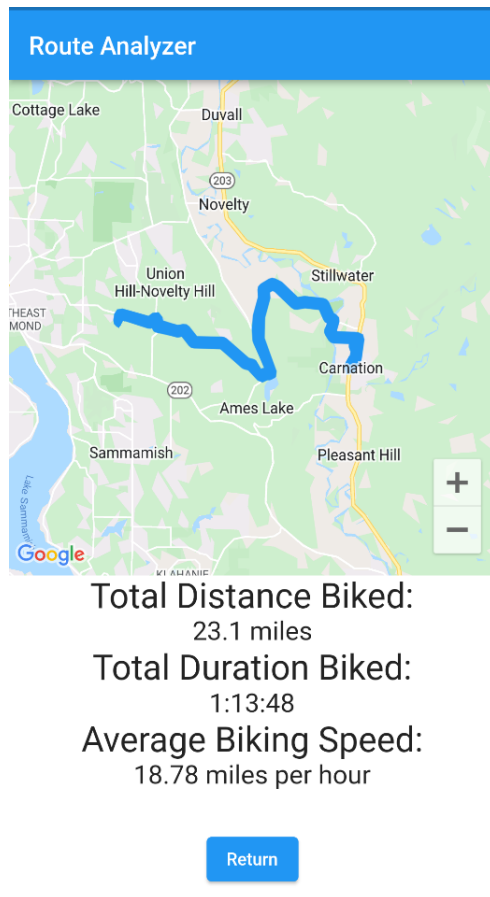 Route Analyzer
Cottage Lake
Duvall
203
Novelty
Union
Hill-Novelty Hill
Stillwater
THEAST
MOND
Carnation
202
Ames Lake
Sammamish
Pleasant Hill
Lake Sammam
Google
KLAHANIE
+
−
Total Distance Biked:
23.1 miles
Total Duration Biked:
1:13:48
Average Biking Speed:
18.78 miles per hour
Return